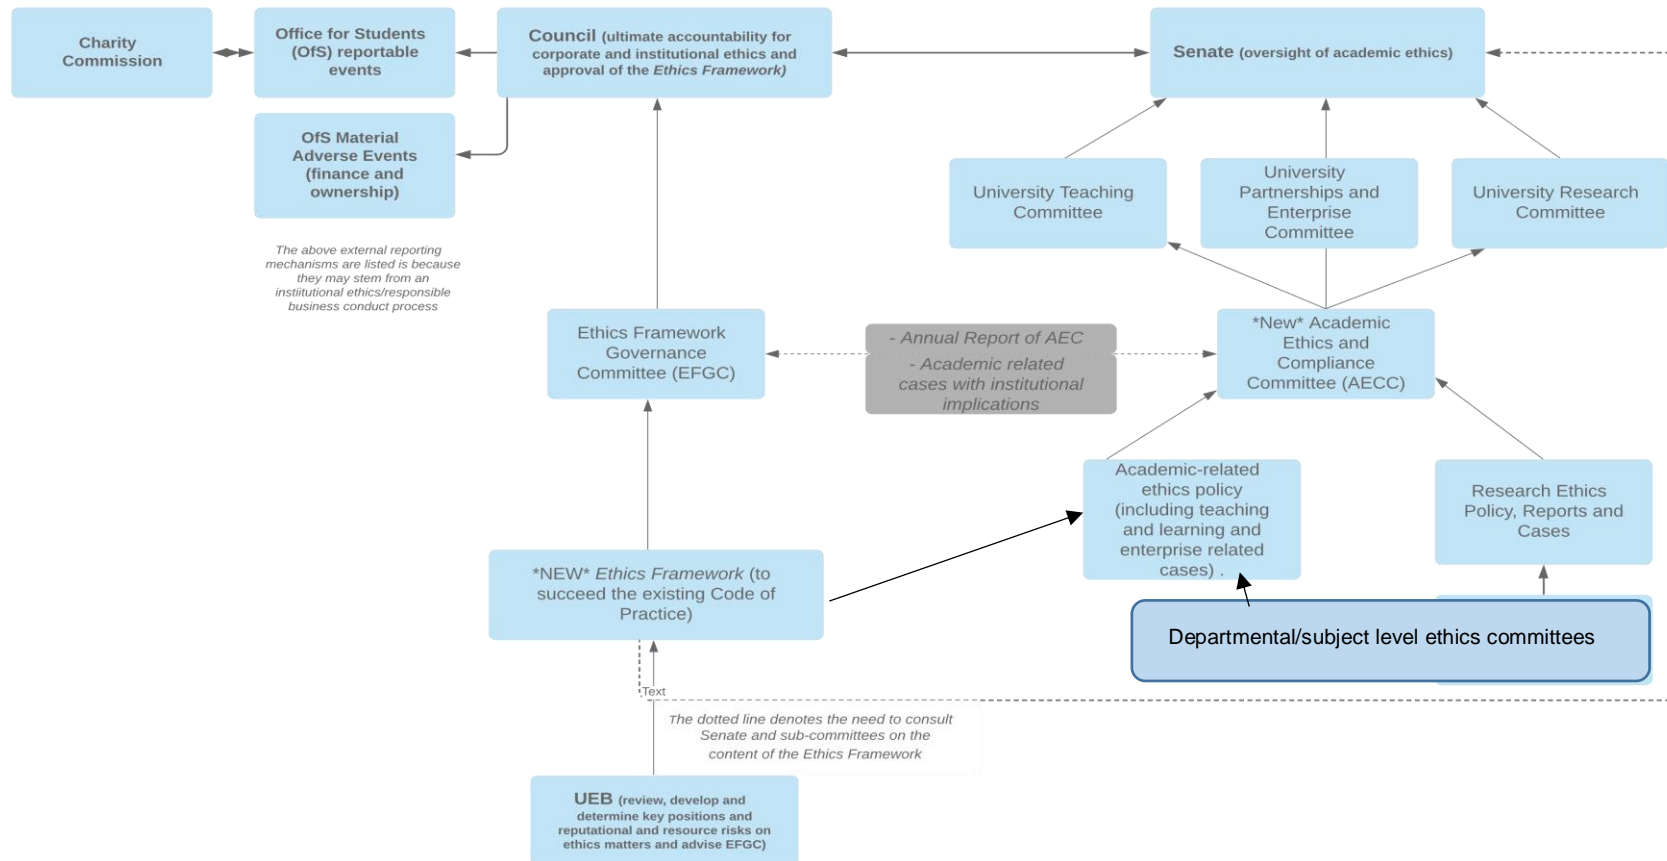 Charity
Commission
Office for Students
(OfS) reportable
events
Council (ultimate accountability for
corporate and institutional ethics and
approval of the Ethics Framework)
Senate (oversight of academic ethics)
OfS Material
Adverse Events
(finance and
ownership)
The above external reporting
mechanisms are listed is because
they may stem from an
instiitutional ethics/responsible
business conduct process
University Teaching
Committee
University
Partnerships and
Enterprise
Committee
University Research
Committee
Ethics Framework
Governance
Committee (EFGC)
- Annual Report of AEC
- Academic related
cases with institutional
implications
*New* Academic
Ethics and
Compliance
Committee (AECC)
Academic-related
ethics policy
(including teaching
and learning and
enterprise related
cases) .
Research Ethics
Policy, Reports and
Cases
*NEW* Ethics Framework (to
succeed the existing Code of
Practice)
Departmental/subject level ethics committees
Text
The dotted line denotes the need to consult
Senate and sub-committees on the
content of the Ethics Framework
UEB (review, develop and
determine key positions and
reputational and resource risks on
ethics matters and advise EFGC)